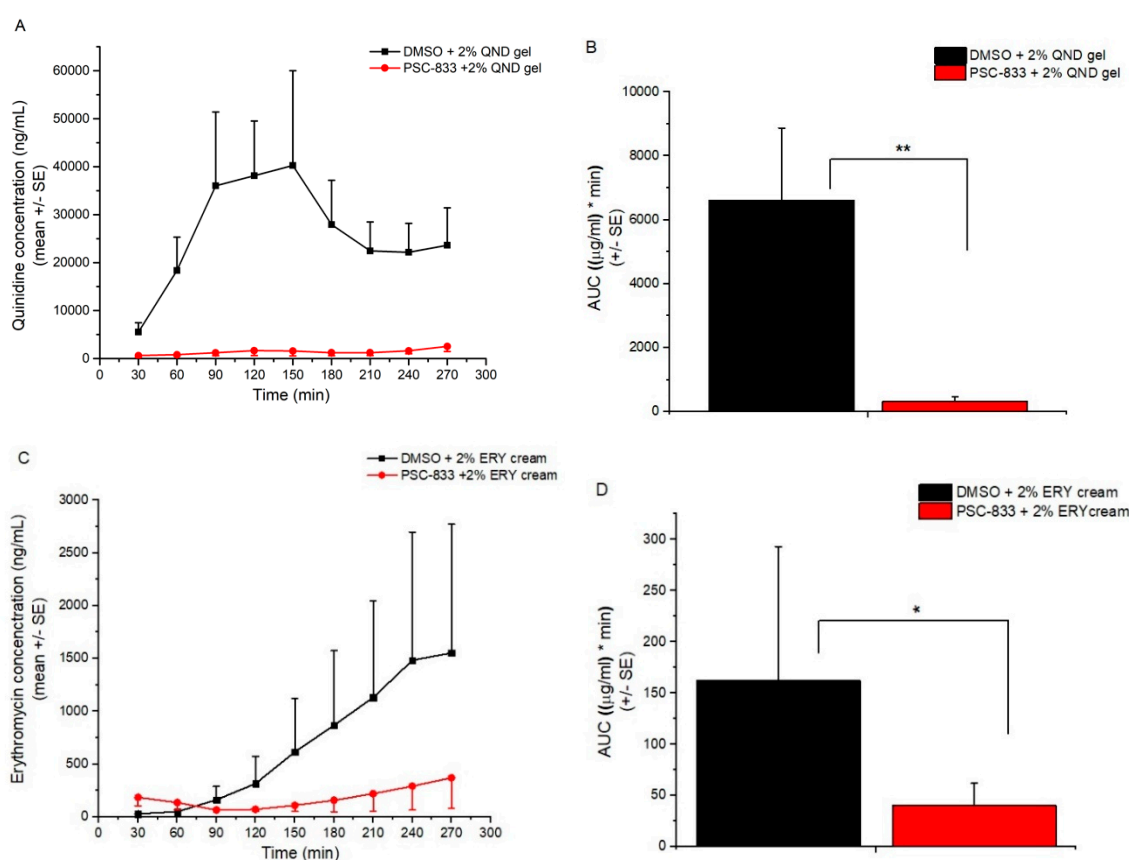 A
DMSO + 2% QND gel
PSC-833 +2% QND gel
60000
50000
40000
30000
20000
10000
0
Quinidine concentration (ng/mL)
(mean +/- SE)
0 30 60 90 120 150 180 210 240 270 300
Time (min)
B
DMSO + 2% QND gel
PSC-833 + 2% QND gel
10000
8000
6000
4000
2000
0
AUC ((μg/ml) * min)
(+/- SE)
**
C
DMSO + 2% ERY cream
PSC-833 +2% ERY cream
3000
2500
2000
1500
1000
500
0
Erythromycin concenctration (ng/mL)
(mean +/- SE)
0 30 60 90 120 150 180 210 240 270 300
Time (min)
D
DMSO + 2% ERY cream
PSC-833 + 2% ERYcream
300
250
200
150
100
50
0
AUC ((μg/ml) * min)
(+/- SE)
*